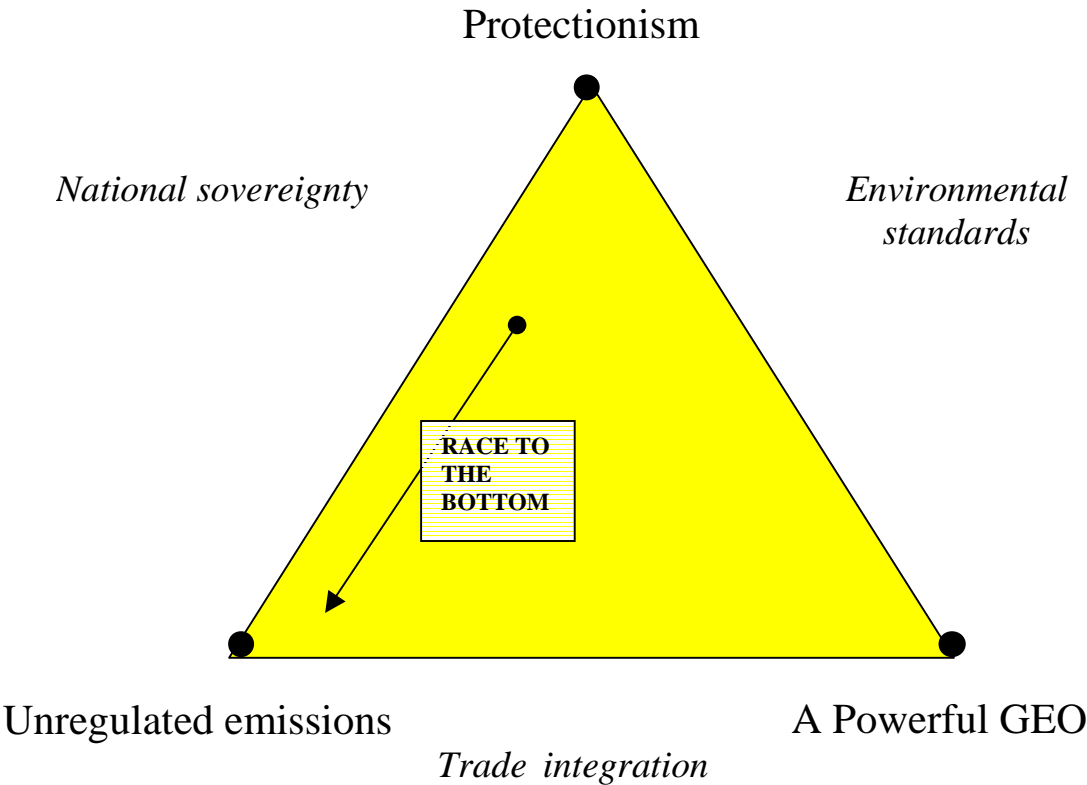 Protectionism
National sovereignty
Environmental
standards
RACE TO
THE
BOTTOM
Unregulated emissions
A Powerful GEO
Trade integration